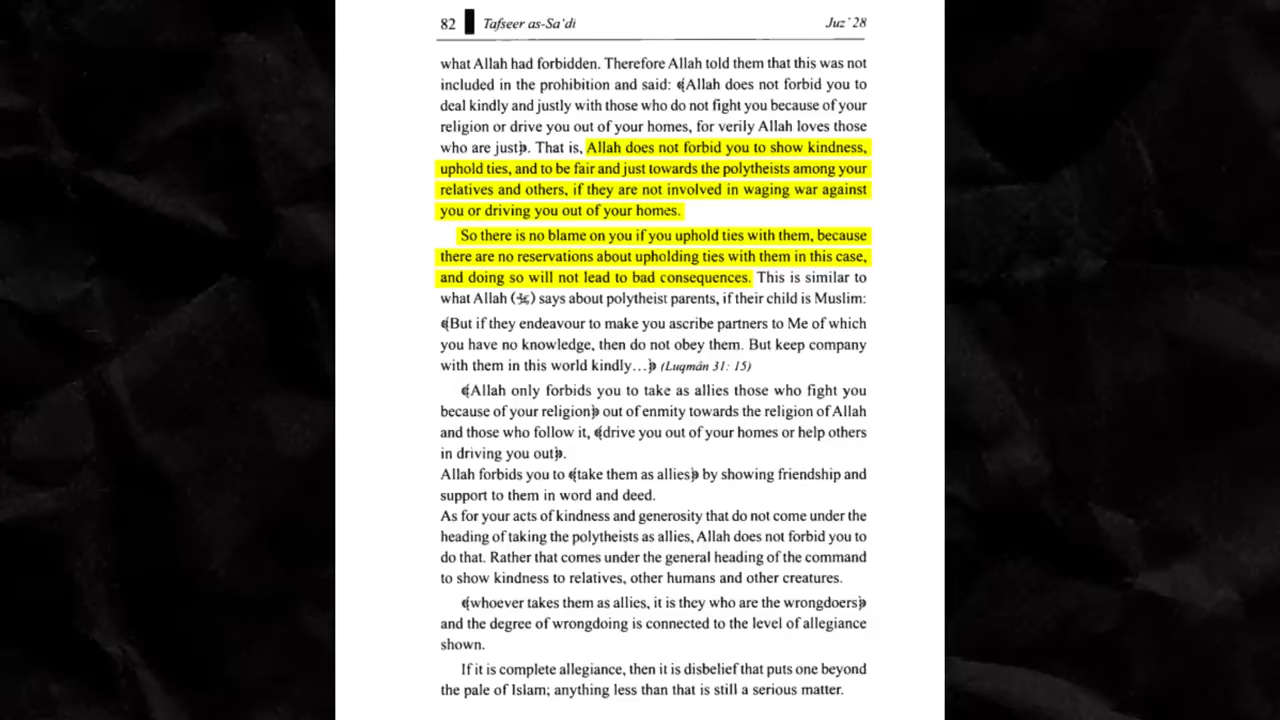 82 Tafseer as-Sa'di Juz' 28
what Allah had forbidden. Therefore Allah told them that this was not
included in the prohibition and said: ﴾Allah does not forbid you to
deal kindly and justly with those who do not fight you because of your
religion or drive you out of your homes, for verily Allah loves those
who are just﴿. That is, Allah does not forbid you to show kindness,
uphold ties, and to be fair and just towards the polytheists among your
relatives and others, if they are not involved in waging war against
you or driving you out of your homes.
So there is no blame on you if you uphold ties with them, because
there are no reservations about upholding ties with them in this case,
and doing so will not lead to bad consequences. This is similar to
what Allah (ﷻ) says about polytheist parents, if their child is Muslim:
﴾But if they endeavour to make you ascribe partners to Me of which
you have no knowledge, then do not obey them. But keep company
with them in this world kindly…﴿ (Luqmân 31: 15)
﴾Allah only forbids you to take as allies those who fight you
because of your religion﴿ out of enmity towards the religion of Allah
and those who follow it, ﴾drive you out of your homes or help others
in driving you out﴿.
Allah forbids you to ﴾take them as allies﴿ by showing friendship and
support to them in word and deed.
As for your acts of kindness and generosity that do not come under the
heading of taking the polytheists as allies, Allah does not forbid you to
do that. Rather that comes under the general heading of the command
to show kindness to relatives, other humans and other creatures.
﴾whoever takes them as allies, it is they who are the wrongdoers﴿
and the degree of wrongdoing is connected to the level of allegiance
shown.
If it is complete allegiance, then it is disbelief that puts one beyond
the pale of Islam; anything less than that is still a serious matter.